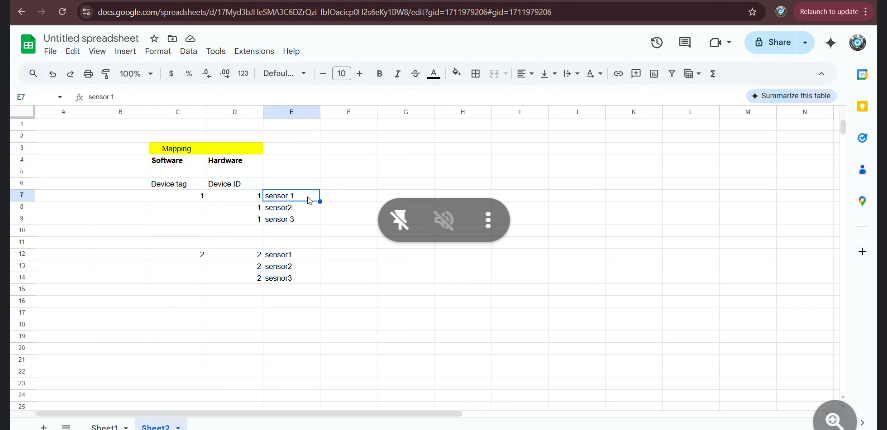 docs.google.com/spreadsheets/d/17Myd3bJHeSMA3C6DZrQzi_fbfOacicp0H2s6eKy1BW8/edit?gid=1711979206#gid=1711979206
Relaunch to update
Untitled spreadsheet
File Edit View Insert Format Data Tools Extensions Help
Share
100% $ % .0 .00 123 Defaul... 10 B I S A
E7 fx sensor 1
Summarize this table
A B C D E F G H I J K L M N
1
2
3 Mapping
4 Software Hardware
5
6 Device tag Device ID
7 1 1 sensor 1
8 1 sensor2
9 1 sensor 3
10
11
12 2 2 sensor1
13 2 sensor2
14 2 sesnor3
15
16
17
18
19
20
21
22
23
24
25
Sheet1 Sheet2